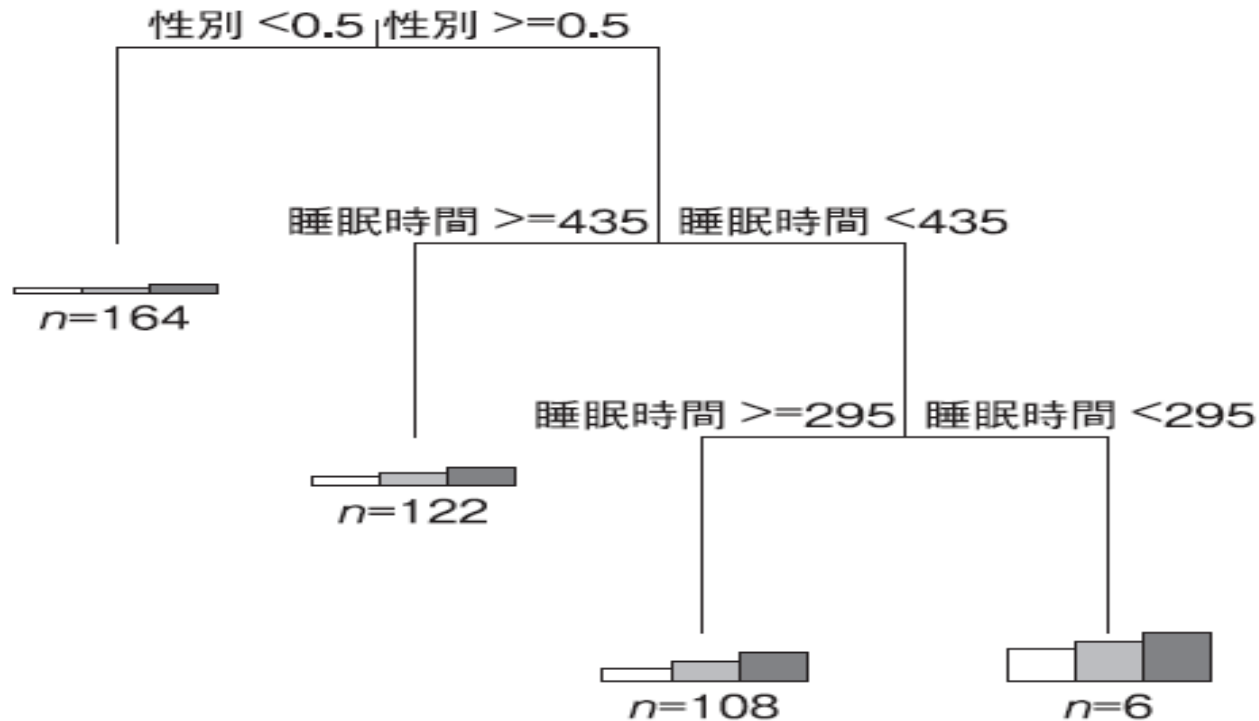 性別 <0.5 性別 >=0.5
睡眠時間 >=435 睡眠時間 <435
n=164
睡眠時間 >=295 睡眠時間 <295
n=122
n=108 n=6